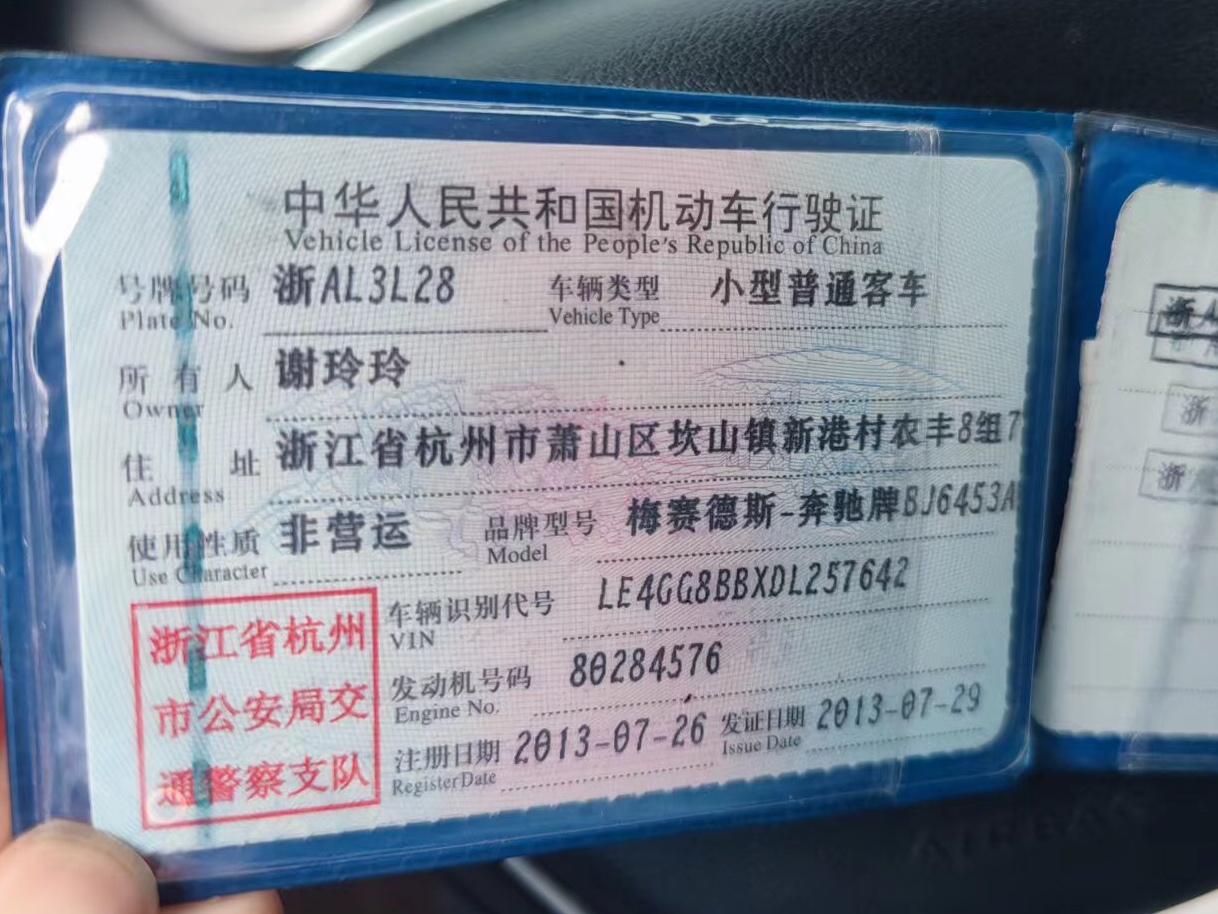 中华人民共和国机动车行驶证
Vehicle License of the People's Republic of China
号牌号码 浙AL3L28 车辆类型 小型普通客车
Plate No. Vehicle Type
所有人 谢玲玲
Owner
住址 浙江省杭州市萧山区坎山镇新港村农丰8组7
Address
使用性质 非营运 品牌型号 梅赛德斯-奔驰牌BJ6453A
Use Character Model
车辆识别代号 LE4GG8BBXDL257642
VIN
发动机号码 80284576
Engine No.
注册日期 2013-07-26 发证日期 2013-07-29
Register Date Issue Date
浙江省杭州
市公安局交
通警察支队
浙A
浙
浙
AIRBAG